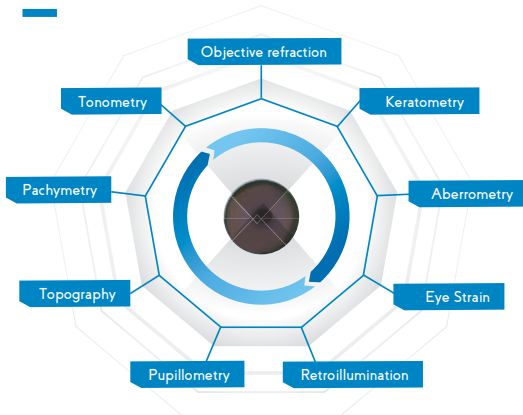 Objective refraction
Tonometry
Keratometry
Pachymetry
Aberrometry
Topography
Eye Strain
Pupillometry
Retroillumination